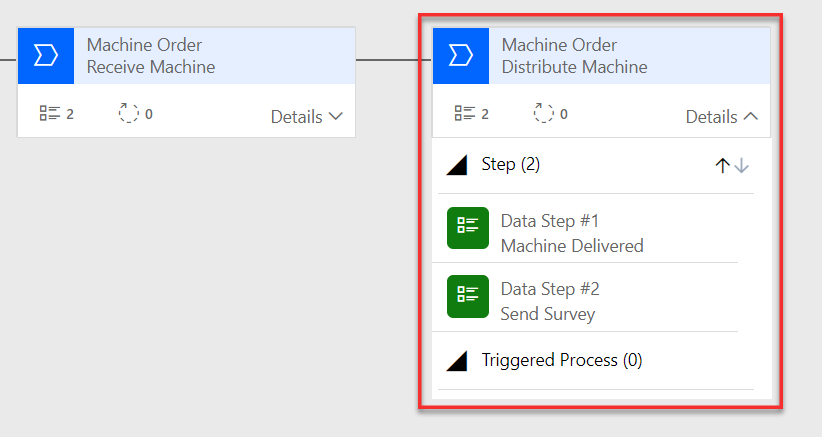 Machine Order
Receive Machine
2
0
Details
Machine Order
Distribute Machine
2
0
Details
Step (2)
Data Step #1
Machine Delivered
Data Step #2
Send Survey
Triggered Process (0)